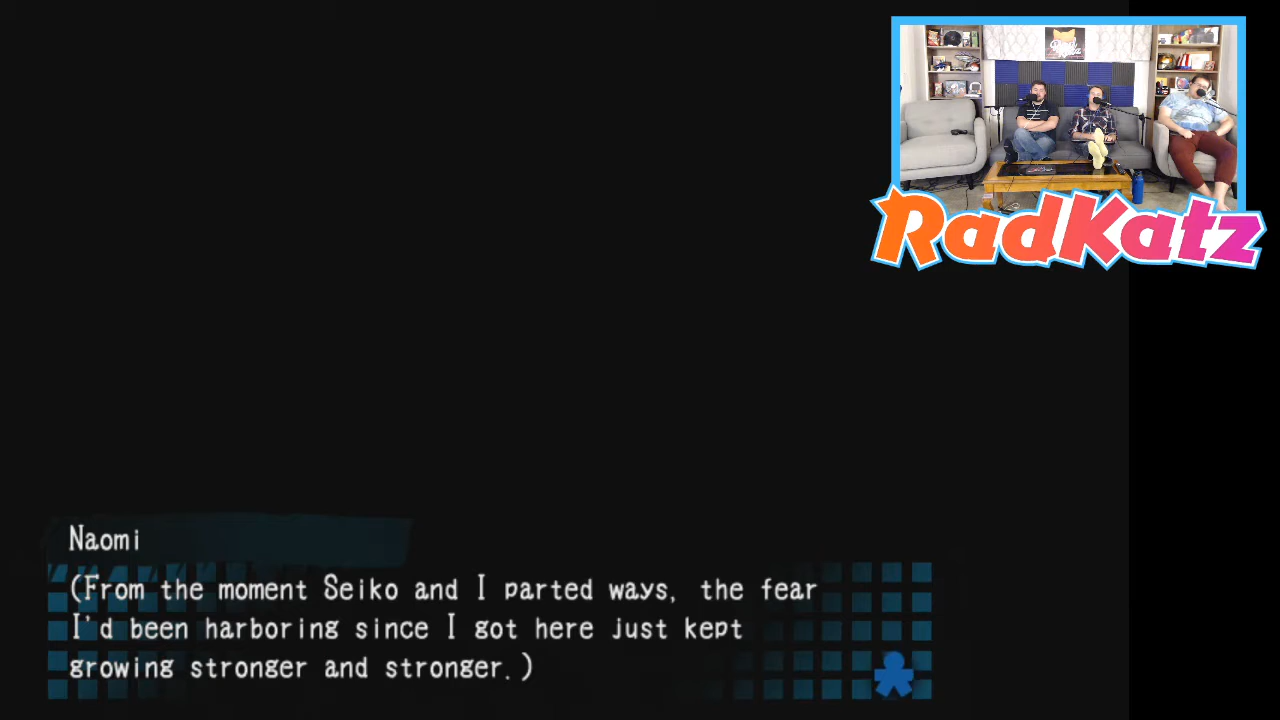 RadKatz
Naomi
(From the moment Seiko and I parted ways, the fear
I'd been harboring since I got here just kept
growing stronger and stronger.)